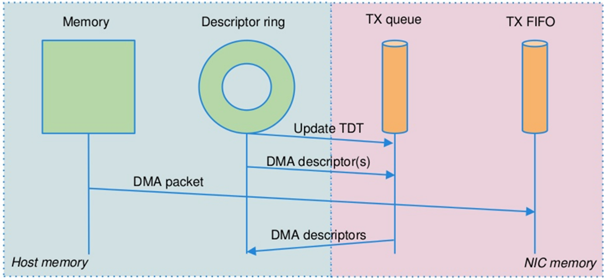 Memory
Descriptor ring
TX queue
TX FIFO
Update TDT
DMA descriptor(s)
DMA packet
DMA descriptors
Host memory
NIC memory